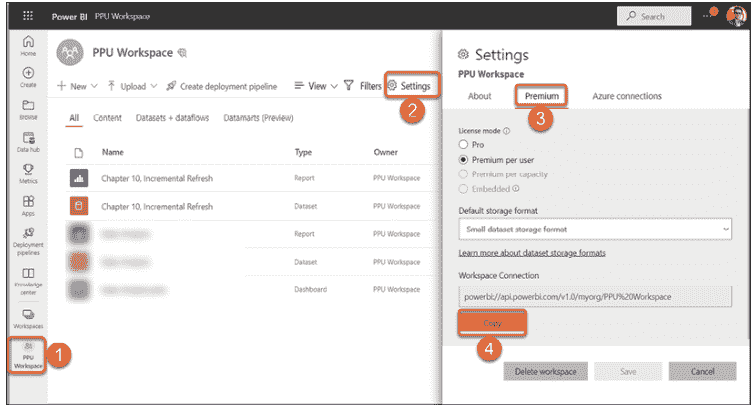 Power BI PPU Workspace
Search
Home
Create
Browse
Data hub
Metrics
Apps
Deployment pipelines
Knowledge center
Workspaces
PPU Workspace
1
PPU Workspace
New
Upload
Create deployment pipeline
View
Filters
Settings
2
All Content Datasets + dataflows Datamarts (Preview)
Name Type Owner
Chapter 10, Incremental Refresh Report PPU Workspace
Chapter 10, Incremental Refresh Dataset PPU Workspace
Report PPU Workspace
Dataset PPU Workspace
Dashboard PPU Workspace
Settings
PPU Workspace
About Premium Azure connections
3
License mode
Pro
Premium per user
Premium per capacity
Embedded
Default storage format
Small dataset storage format
Learn more about dataset storage formats
Workspace Connection
powerbi://api.powerbi.com/v1.0/myorg/PPU%20Workspace
Copy
4
Delete workspace Save Cancel